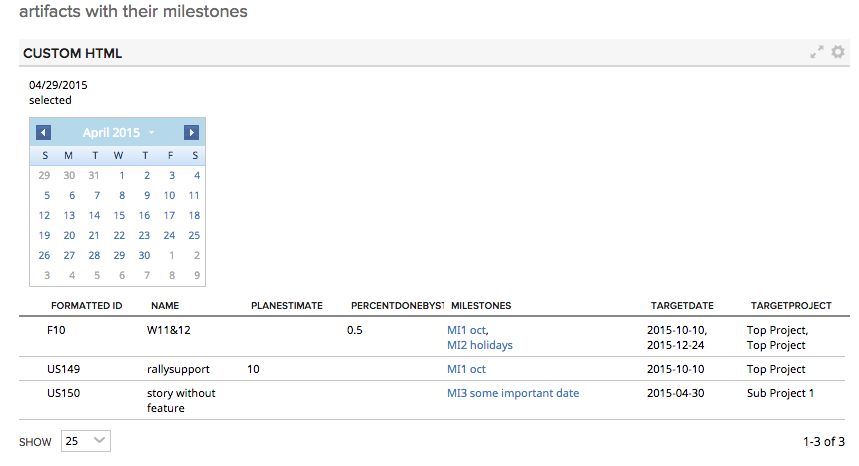 artifacts with their milestones
CUSTOM HTML
04/29/2015
selected
April 2015
S M T W T F S
29 30 31 1 2 3 4
5 6 7 8 9 10 11
12 13 14 15 16 17 18
19 20 21 22 23 24 25
26 27 28 29 30 1 2
3 4 5 6 7 8 9
FORMATTED ID NAME PLANESTIMATE PERCENTDONEBYST MILESTONES TARGETDATE TARGETPROJECT
F10 W11&12 0.5 MI1 oct, 2015-10-10, Top Project,
MI2 holidays 2015-12-24 Top Project
US149 rallysupport 10 MI1 oct 2015-10-10 Top Project
US150 story without MI3 some important date 2015-04-30 Sub Project 1
feature
SHOW 25 1-3 of 3